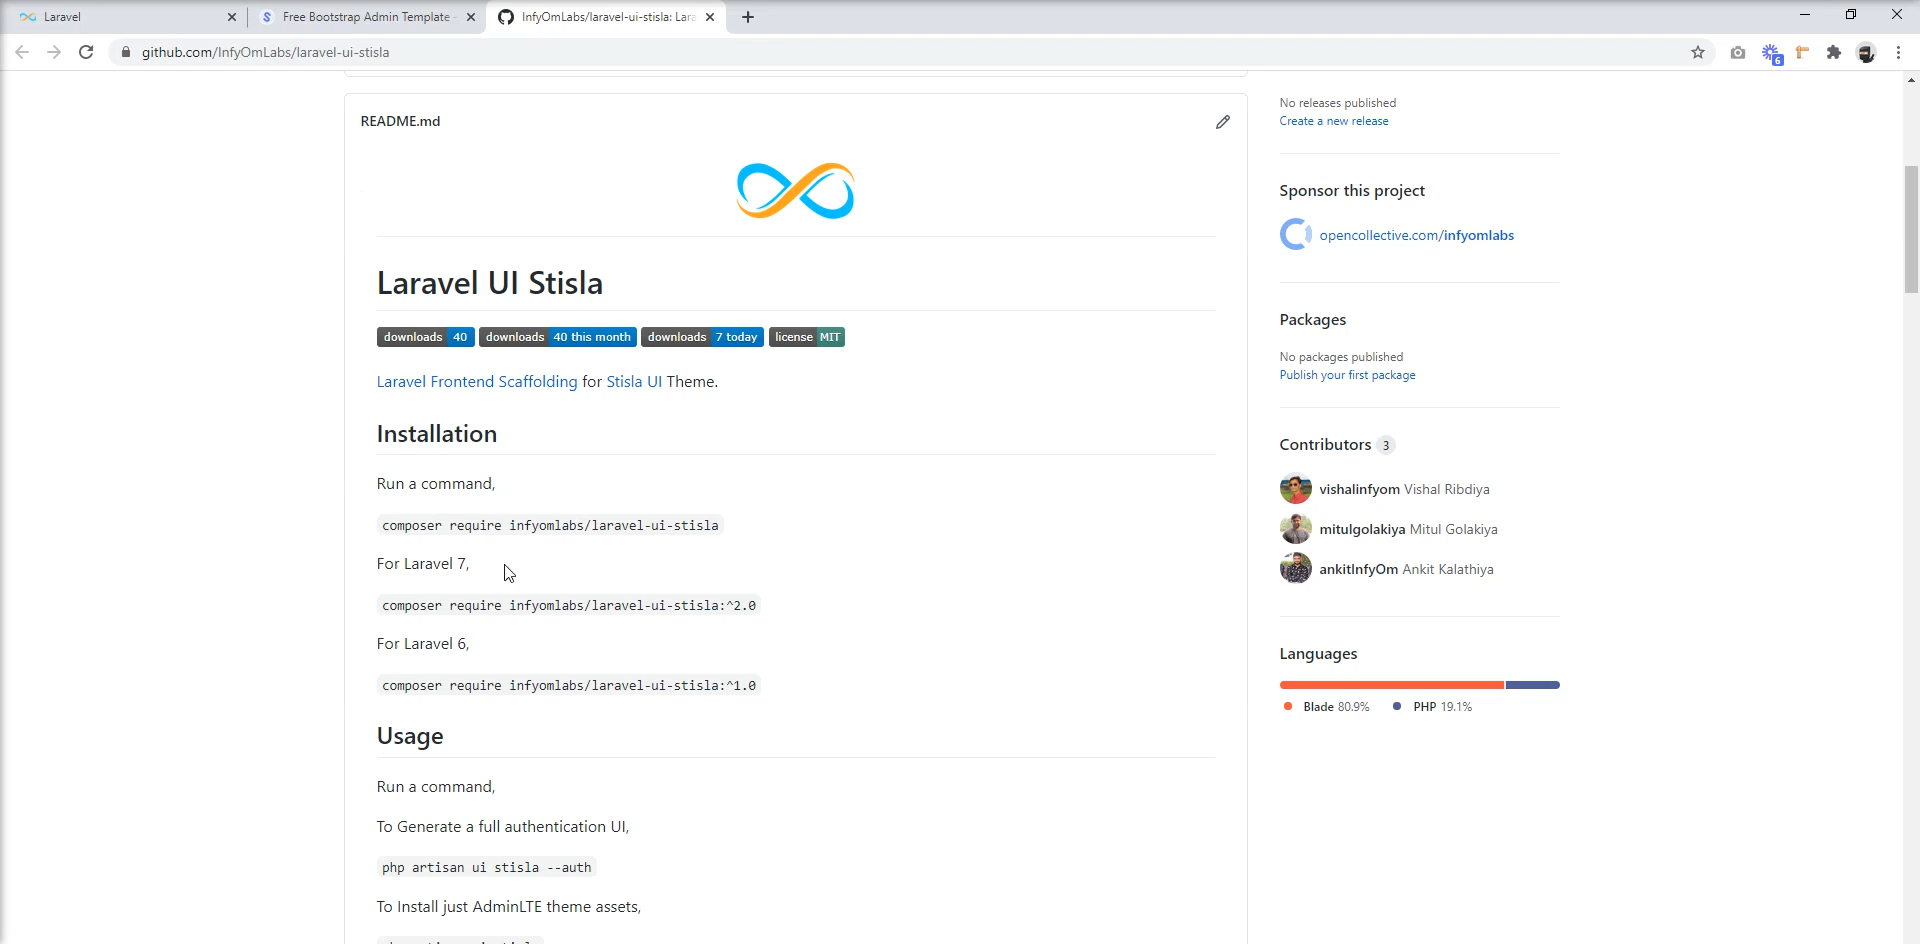 Laravel
Free Bootstrap Admin Template
InfyOmLabs/laravel-ui-stisla: Lara
github.com/InfyOmLabs/laravel-ui-stisla
6
README.md
Laravel UI Stisla
downloads 40 downloads 40 this month downloads 7 today license MIT
Laravel Frontend Scaffolding for Stisla UI Theme.
Installation
Run a command,
composer require infyomlabs/laravel-ui-stisla
For Laravel 7,
composer require infyomlabs/laravel-ui-stisla:^2.0
For Laravel 6,
composer require infyomlabs/laravel-ui-stisla:^1.0
Usage
Run a command,
To Generate a full authentication UI,
php artisan ui stisla --auth
To Install just AdminLTE theme assets,
No releases published
Create a new release
Sponsor this project
opencollective.com/infyomlabs
Packages
No packages published
Publish your first package
Contributors 3
vishalinfyom Vishal Ribdiya
mitulgolakiya Mitul Golakiya
ankitInfyOm Ankit Kalathiya
Languages
Blade 80.9% PHP 19.1%